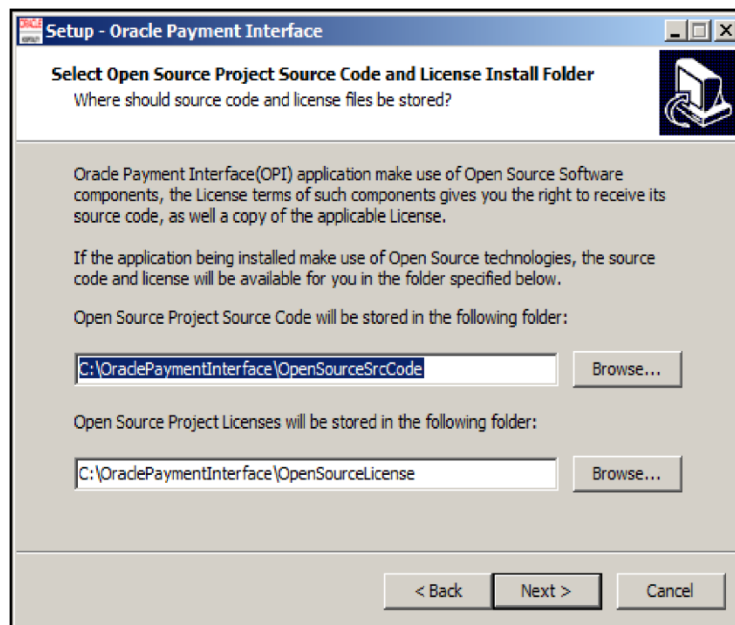 Setup - Oracle Payment Interface
Select Open Source Project Source Code and License Install Folder
Where should source code and license files be stored?
Oracle Payment Interface(OPI) application make use of Open Source Software
components, the License terms of such components gives you the right to receive its
source code, as well a copy of the applicable License.
If the application being installed make use of Open Source technologies, the source
code and license will be available for you in the folder specified below.
Open Source Project Source Code will be stored in the following folder:
C:\OraclePaymentInterface\OpenSourceSrcCode
Browse...
Open Source Project Licenses will be stored in the following folder:
C:\OraclePaymentInterface\OpenSourceLicense
Browse...
< Back
Next >
Cancel